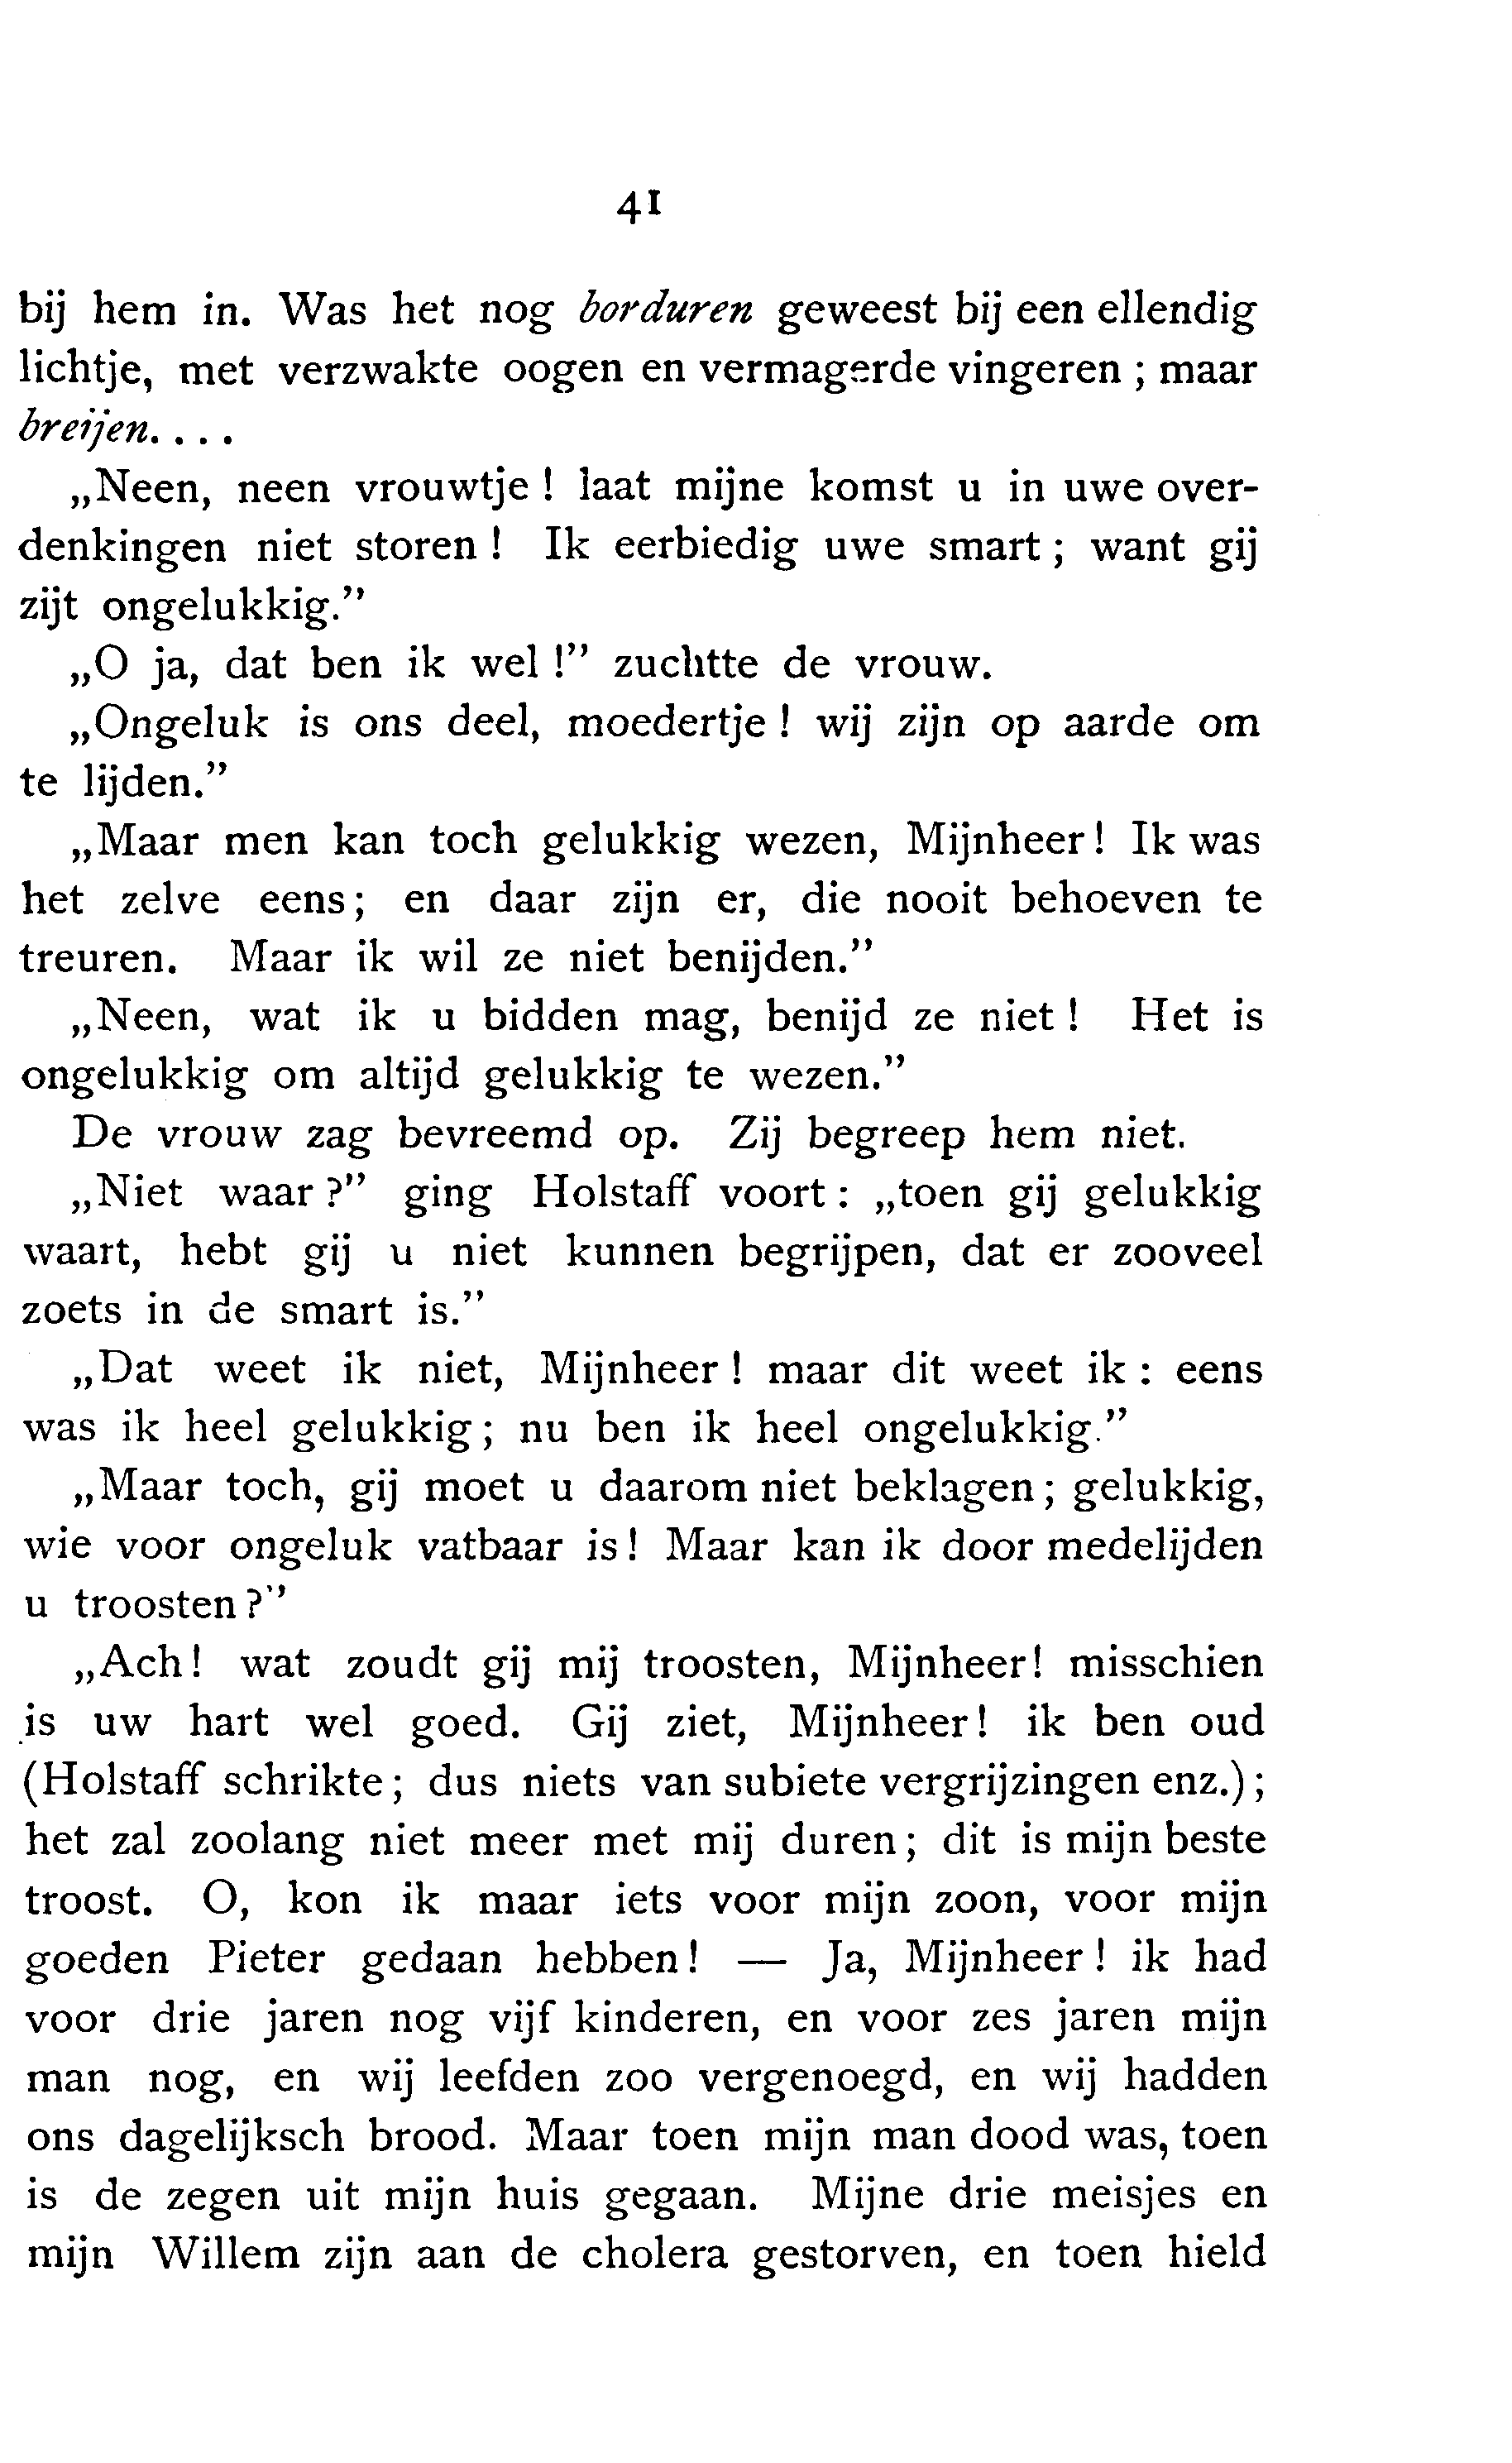 41
bij hem in. Was het nog borduren geweest bij een ellendig
lichtje, met verzwakte oogen en vermagerde vingeren ; maar
breijen. . . .
„Neen, neen vrouwtje ! laat mijne komst u in uwe over-
denkingen niet storen ! Ik eerbiedig uwe smart ; want gij
zijt ongelukkig.”
„O ja, dat ben ik wel !” zuchtte de vrouw.
„Ongeluk is ons deel, moedertje ! wij zijn op aarde om
te lijden.”
„Maar men kan toch gelukkig wezen, Mijnheer ! Ik was
het zelve eens ; en daar zijn er, die nooit behoeven te
treuren. Maar ik wil ze niet benijden.”
„Neen, wat ik u bidden mag, benijd ze niet ! Het is
ongelukkig om altijd gelukkig te wezen.”
De vrouw zag bevreemd op. Zij begreep hem niet.
„Niet waar ?” ging Holstaff voort : „toen gij gelukkig
waart, hebt gij u niet kunnen begrijpen, dat er zooveel
zoets in de smart is.”
„Dat weet ik niet, Mijnheer ! maar dit weet ik : eens
was ik heel gelukkig ; nu ben ik heel ongelukkig.”
„Maar toch, gij moet u daarom niet beklagen ; gelukkig,
wie voor ongeluk vatbaar is ! Maar kan ik door medelijden
u troosten ?”
„Ach ! wat zoudt gij mij troosten, Mijnheer ! misschien
is uw hart wel goed. Gij ziet, Mijnheer ! ik ben oud
(Holstaff schrikte ; dus niets van subiete vergrijzingen enz.) ;
het zal zoolang niet meer met mij duren ; dit is mijn beste
troost. O, kon ik maar iets voor mijn zoon, voor mijn
goeden Pieter gedaan hebben ! — Ja, Mijnheer ! ik had
voor drie jaren nog vijf kinderen, en voor zes jaren mijn
man nog, en wij leefden zoo vergenoegd, en wij hadden
ons dagelijksch brood. Maar toen mijn man dood was, toen
is de zegen uit mijn huis gegaan. Mijne drie meisjes en
mijn Willem zijn aan de cholera gestorven, en toen hield